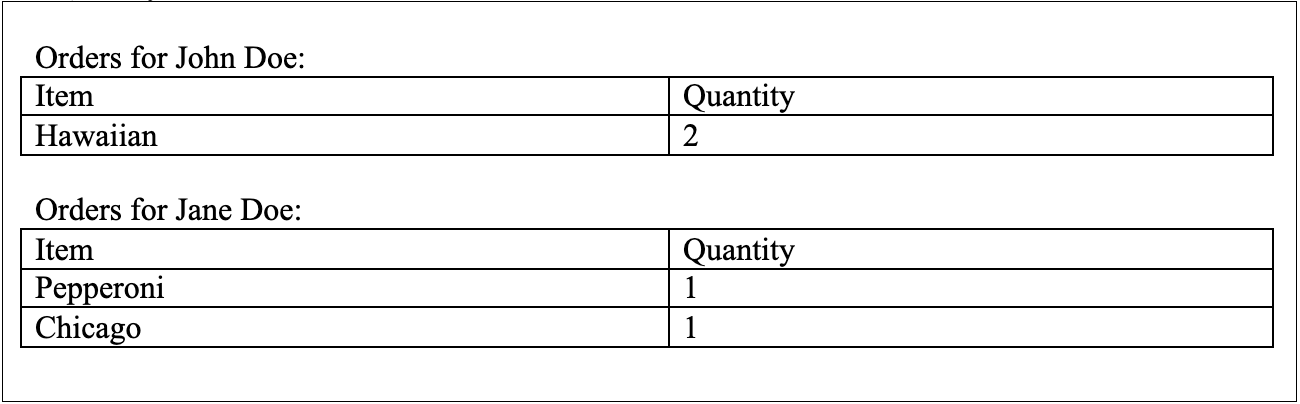 Orders for John Doe:
Item Quantity
Hawaiian 2
Orders for Jane Doe:
Item Quantity
Pepperoni 1
Chicago 1